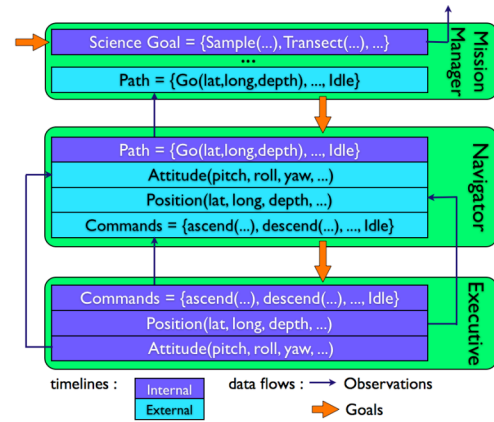 Science Goal = {Sample(...), Transect(...), ...}
...
Path = {Go(lat,long,depth), ..., Idle}
Mission
Manager
Path = {Go(lat,long,depth), ..., Idle}
Attitude(pitch, roll, yaw, ...)
Position(lat, long, depth, ...)
Commands = {ascend(...), descend(...), ..., Idle}
Navigator
Commands = {ascend(...), descend(...), ..., Idle}
Position(lat, long, depth, ...)
Attitude(pitch, roll, yaw, ...)
Executive
timelines :
Internal
External
data flows :
Observations
Goals